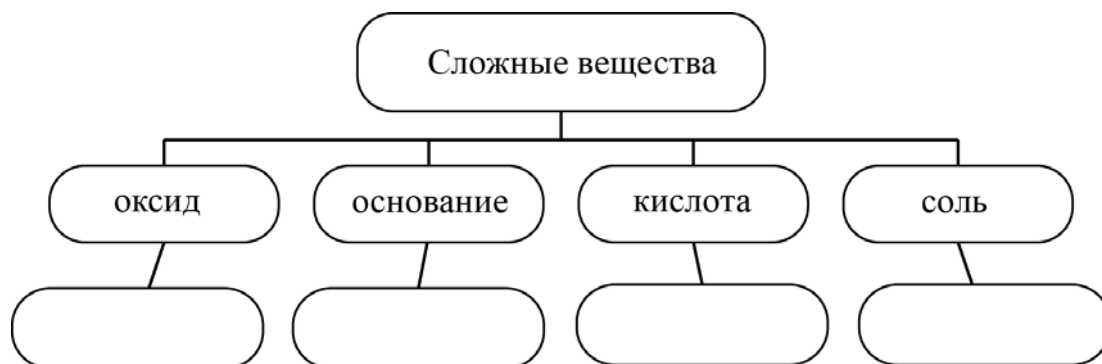 Сложные вещества
оксид
основание
кислота
соль